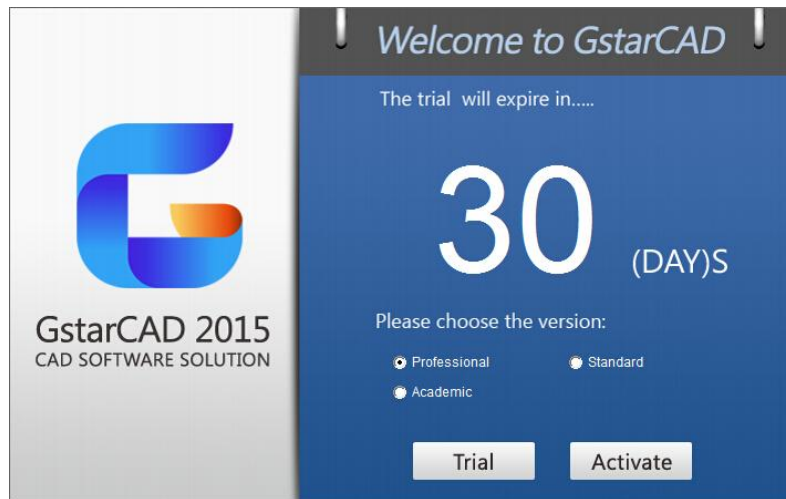 Welcome to GstarCAD
The trial will expire in.....
30 (DAY)S
GstarCAD 2015
CAD SOFTWARE SOLUTION
Please choose the version:
Professional Standard
Academic
Trial Activate